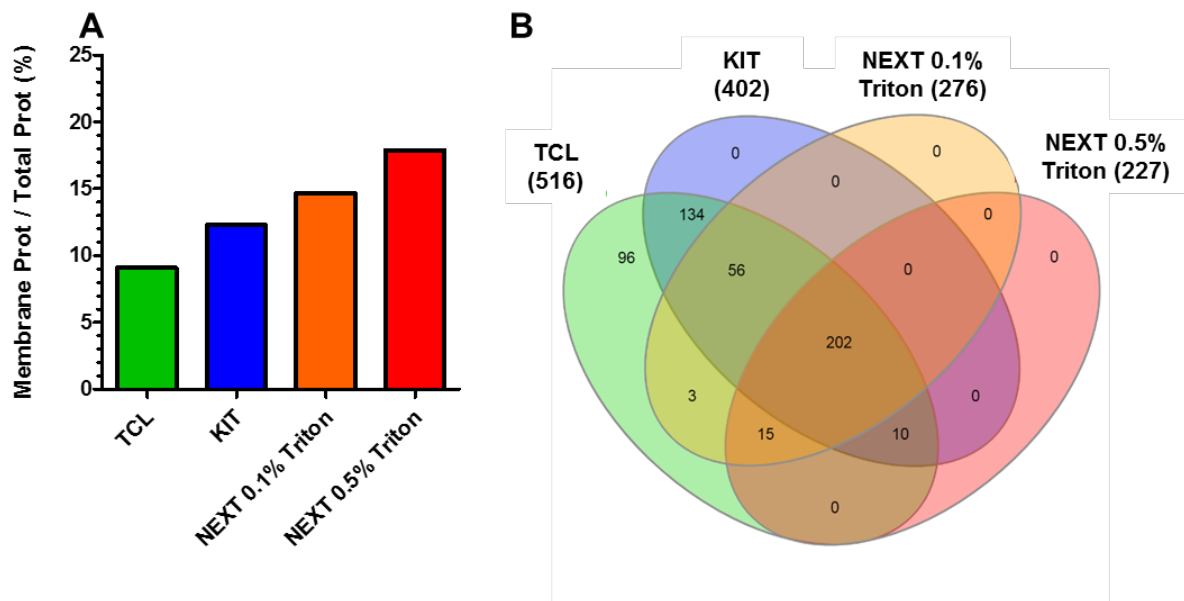 A
Membrane Prot / Total Prot (%)
25
20
15
10
5
0
TCL
KIT
NEXT 0.1% Triton
NEXT 0.5% Triton
B
KIT
(402)
NEXT 0.1%
Triton (276)
TCL
(516)
NEXT 0.5%
Triton (227)
0
0
0
134
0
96
56
0
0
202
3
0
15
10
0